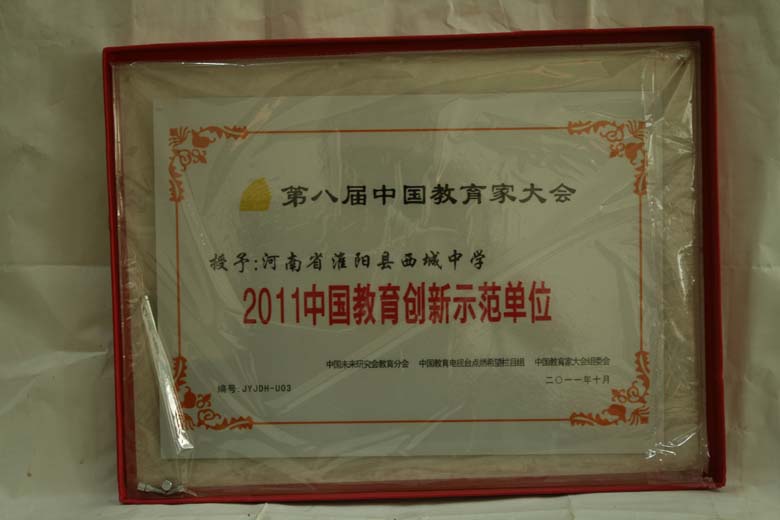 第八届中国教育家大会
授予:河南省淮阳县西城中学
2011中国教育创新示范单位
中国未来研究会教育分会 中国教育电视台点燃希望栏目组 中国教育家大会组委会
编号:JYJDH-U03 二〇一一年十月